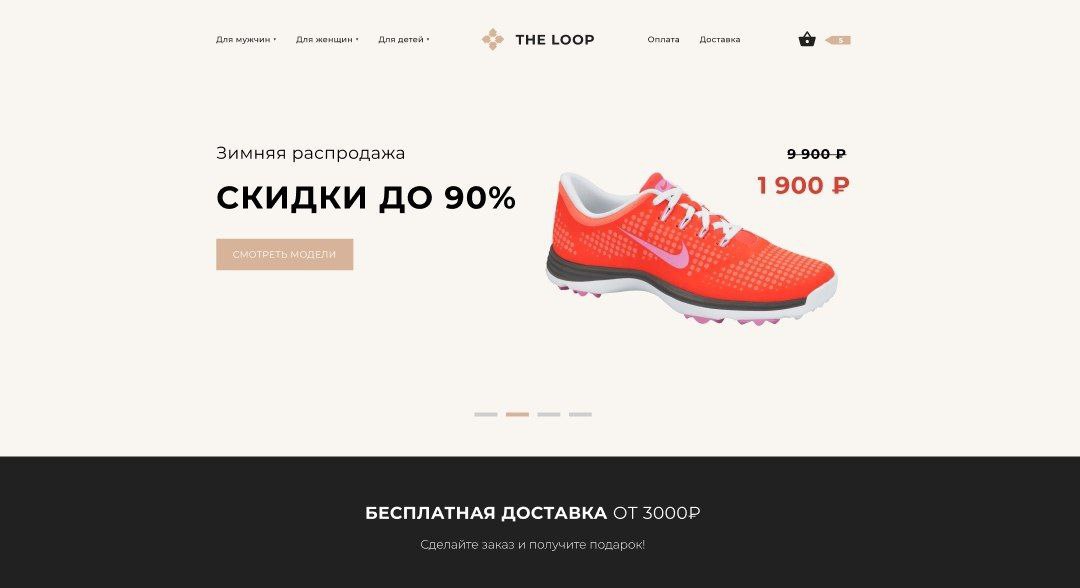 Для мужчин
Для женщин
Для детей
THE LOOP
Оплата
Доставка
5
Зимняя распродажа
СКИДКИ ДО 90%
СМОТРЕТЬ МОДЕЛИ
9 900 ₽
1 900 ₽
БЕСПЛАТНАЯ ДОСТАВКА ОТ 3000₽
Сделайте заказ и получите подарок!